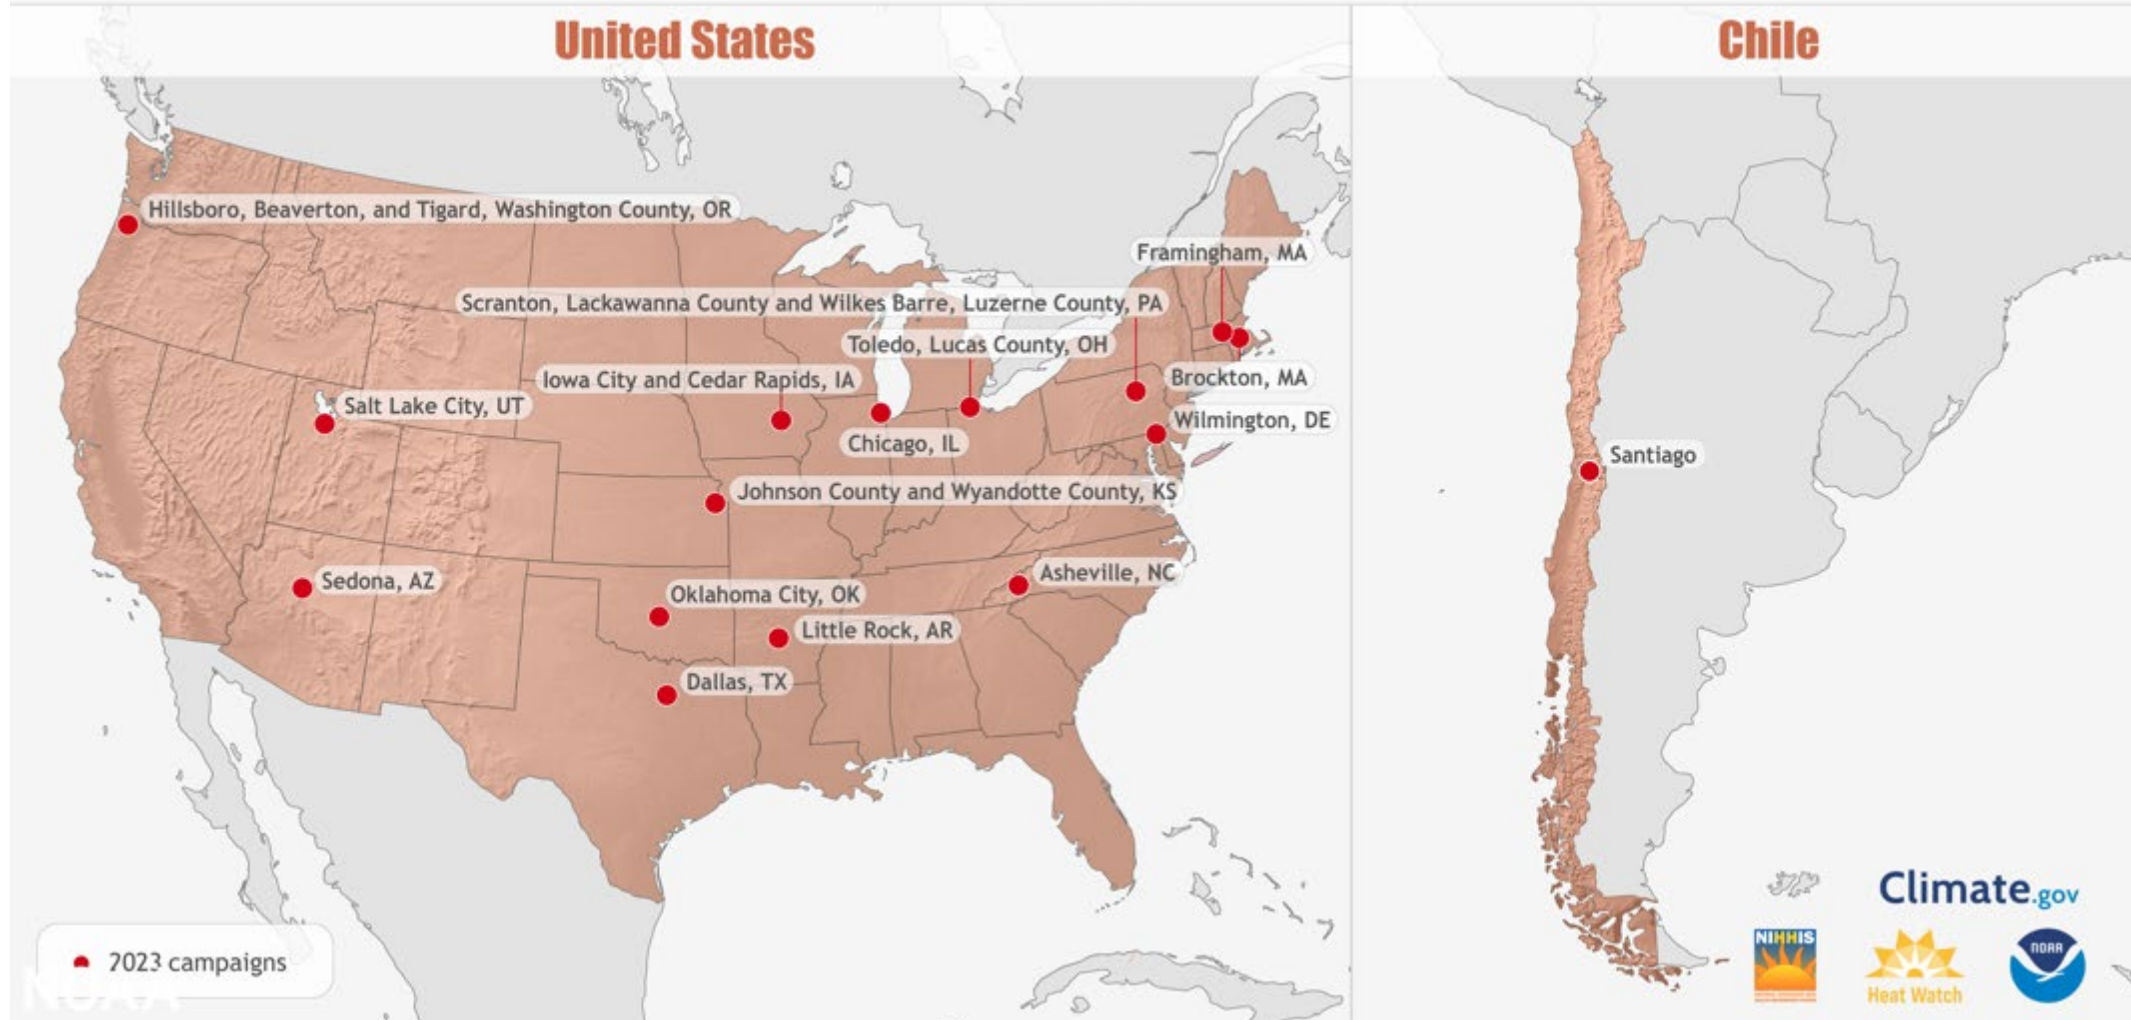 United States
Chile
Hillsboro, Beaverton, and Tigard, Washington County, OR
Framingham, MA
Scranton, Lackawanna County and Wilkes Barre, Luzerne County, PA
Toledo, Lucas County, OH
Iowa City and Cedar Rapids, IA
Brockton, MA
Salt Lake City, UT
Wilmington, DE
Chicago, IL
Santiago
Johnson County and Wyandotte County, KS
Sedona, AZ
Asheville, NC
Oklahoma City, OK
Little Rock, AR
Dallas, TX
Climate.gov
2023 campaigns
NOAA
NIHHIS
NOAA
Heat Watch